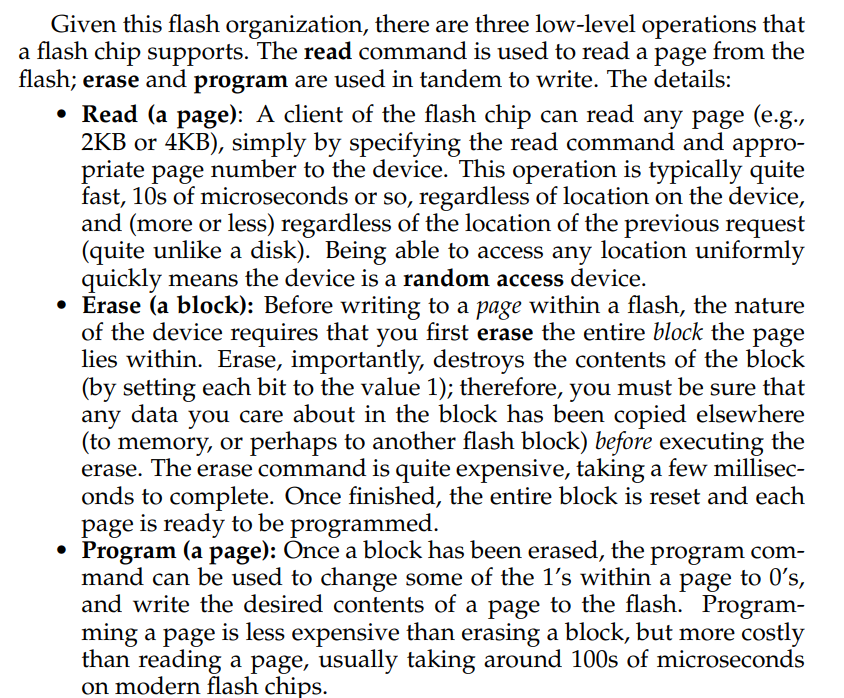 Given this flash organization, there are three low-level operations that
a flash chip supports. The read command is used to read a page from the
flash; erase and program are used in tandem to write. The details:
• Read (a page): A client of the flash chip can read any page (e.g.,
2KB or 4KB), simply by specifying the read command and appro-
priate page number to the device. This operation is typically quite
fast, 10s of microseconds or so, regardless of location on the device,
and (more or less) regardless of the location of the previous request
(quite unlike a disk). Being able to access any location uniformly
quickly means the device is a random access device.
• Erase (a block): Before writing to a page within a flash, the nature
of the device requires that you first erase the entire block the page
lies within. Erase, importantly, destroys the contents of the block
(by setting each bit to the value 1); therefore, you must be sure that
any data you care about in the block has been copied elsewhere
(to memory, or perhaps to another flash block) before executing the
erase. The erase command is quite expensive, taking a few millisec-
onds to complete. Once finished, the entire block is reset and each
page is ready to be programmed.
• Program (a page): Once a block has been erased, the program com-
mand can be used to change some of the 1's within a page to 0's,
and write the desired contents of a page to the flash. Program-
ming a page is less expensive than erasing a block, but more costly
than reading a page, usually taking around 100s of microseconds
on modern flash chips.